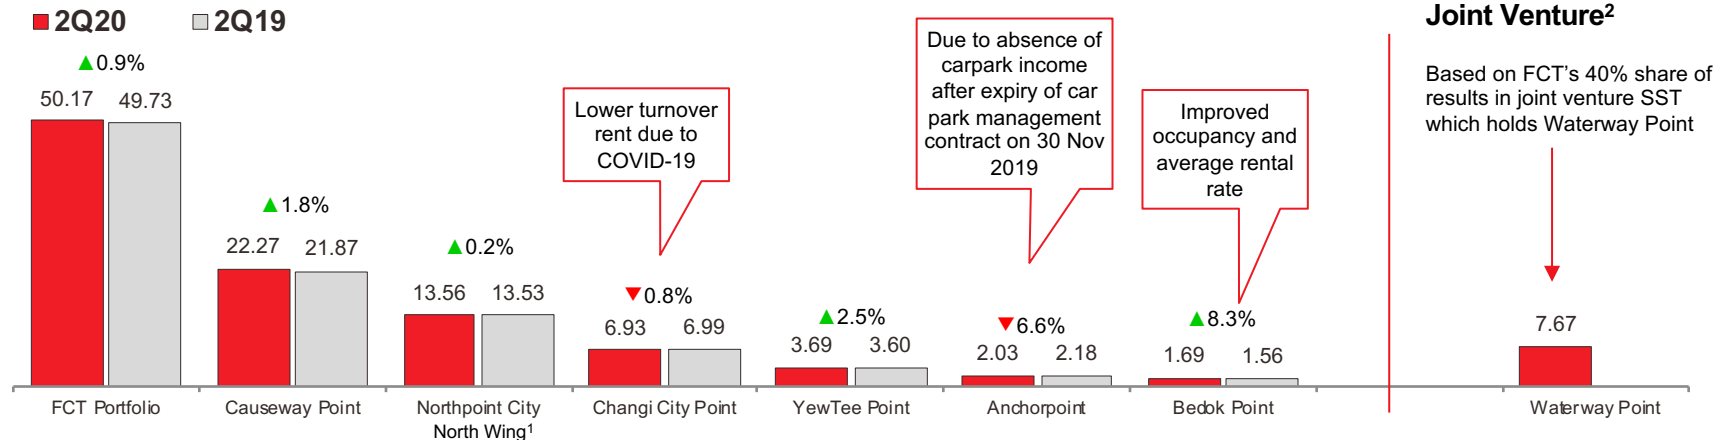 2Q20 2Q19
▲0.9%
50.17 49.73
FCT Portfolio
▲1.8%
22.27 21.87
Causeway Point
▲0.2%
13.56 13.53
Northpoint City
North Wing1
Lower turnover
rent due to
COVID-19
▼0.8%
6.93 6.99
Changi City Point
▲2.5%
3.69 3.60
YewTee Point
Due to absence of
carpark income
after expiry of car
park management
contract on 30 Nov
2019
▼6.6%
2.03 2.18
Anchorpoint
Improved
occupancy and
average rental
rate
▲8.3%
1.69 1.56
Bedok Point
Joint Venture2
Based on FCT's 40% share of
results in joint venture SST
which holds Waterway Point
7.67
Waterway Point